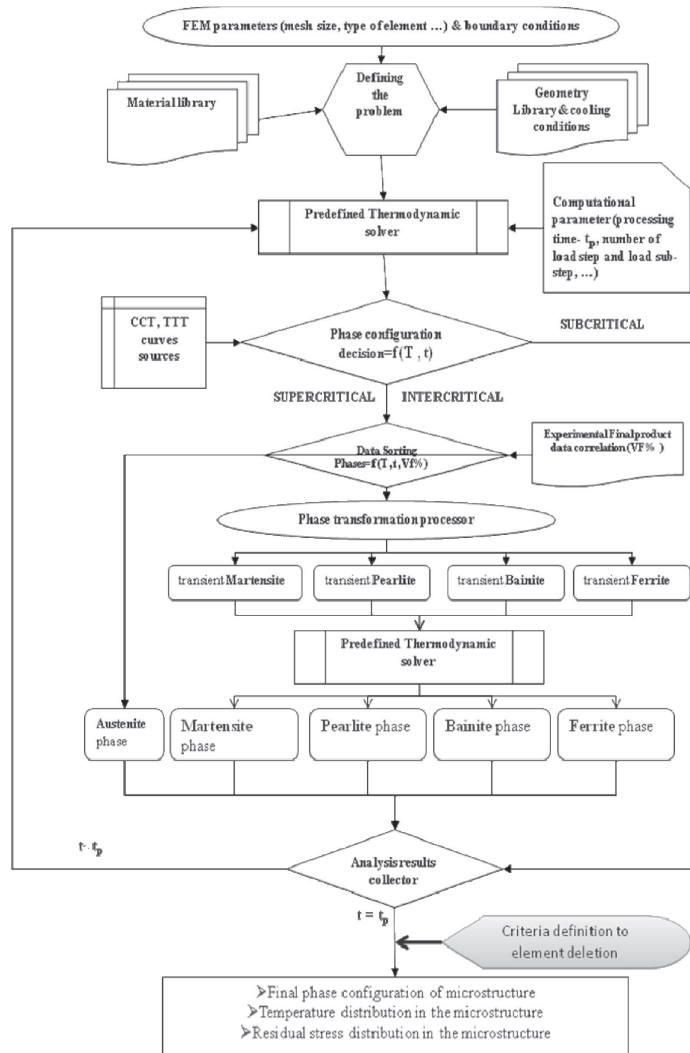 FEM parameters (mesh size, type of element ...) & boundary conditions
Material library
Defining
the
problem
Geometry
Library & cooling
conditions
Predefined Thermodynamic
solver
Computational
parameter (processing
time- tp, number of
load step and load sub-
step, ...)
CCT, TTT
curves
sources
Phase configuration
decision=f(T , t)
SUBCRITICAL
SUPERCRITICAL
INTERCRITICAL
Data Sorting
Phases=f(T,t,Vf%)
Experimental Final product
data correlation (VF% )
Phase transformation processor
transient Martensite
transient Pearlite
transient Bainite
transient Ferrite
Predefined Thermodynamic
solver
Austenite
phase
Martensite
phase
Pearlite phase
Bainite phase
Ferrite phase
Analysis results
collector
t- tp
t = tp
Criteria definition to
element deletion
➢Final phase configuration of microstructure
➢Temperature distribution in the microstructure
➢Residual stress distribution in the microstructure